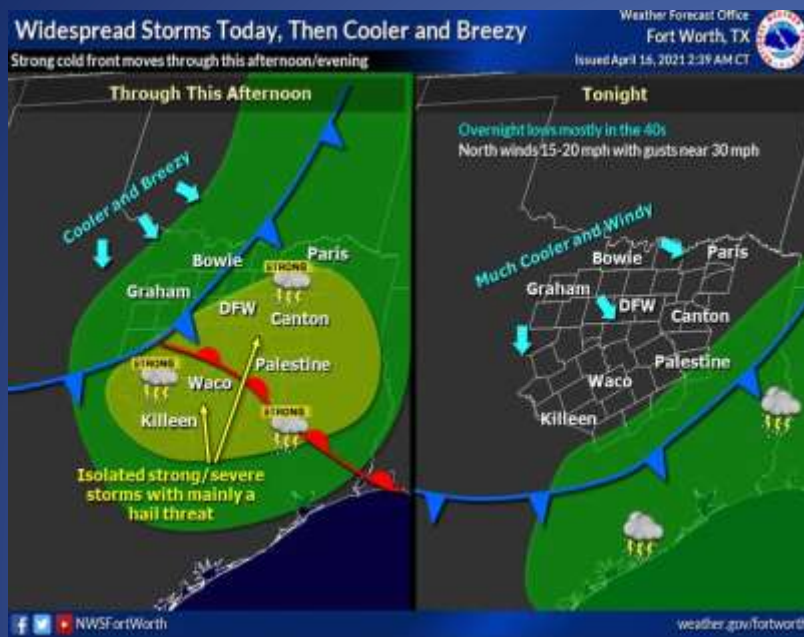 Widespread Storms Today, Then Cooler and Breezy
Strong cold front moves through this afternoon/evening
Weather Forecast Office
Fort Worth, TX
Issued April 16, 2021 2:39 AM CT
Through This Afternoon
Cooler and Breezy
Bowie
Paris
STRONG
Graham
DFW
Canton
STRONG
Palestine
Waco
STRONG
Killeen
Isolated strong/severe
storms with mainly a
hail threat
Tonight
Overnight lows mostly in the 40s
North winds 15-20 mph with gusts near 30 mph
Much Cooler and Windy
Bowie
Paris
Graham
DFW
Canton
Palestine
Waco
Killeen
NWSFortWorth
weather.gov/fortworth